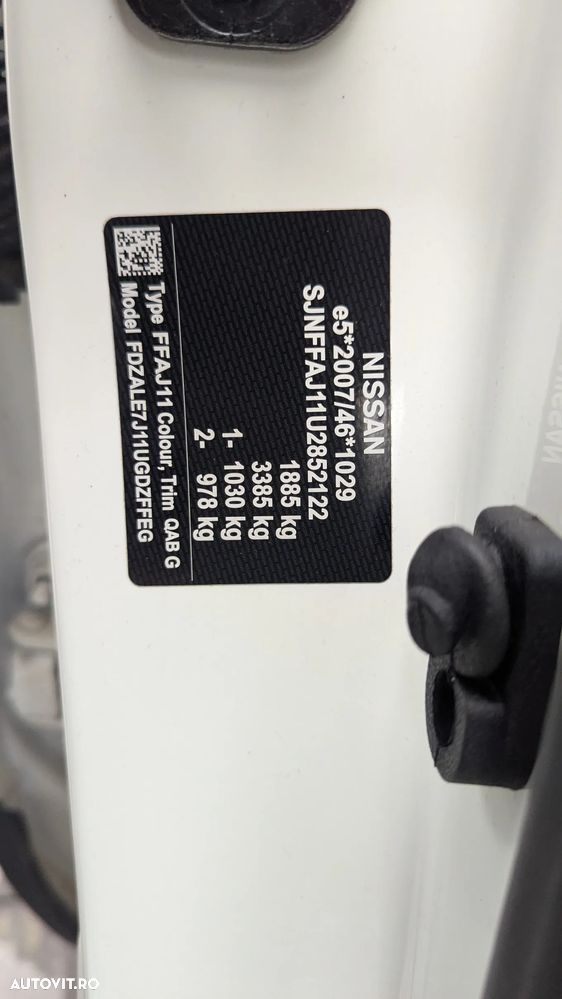 NISSAN
e5*2007/46*1029
SJNFFAJ11U2852122
1885 kg
3385 kg
1- 1030 kg
2- 978 kg
Type FFAJ11 Colour, Trim QAB G
Model FDZALE7J11UGDZFFEG
AUTOVIT.RO